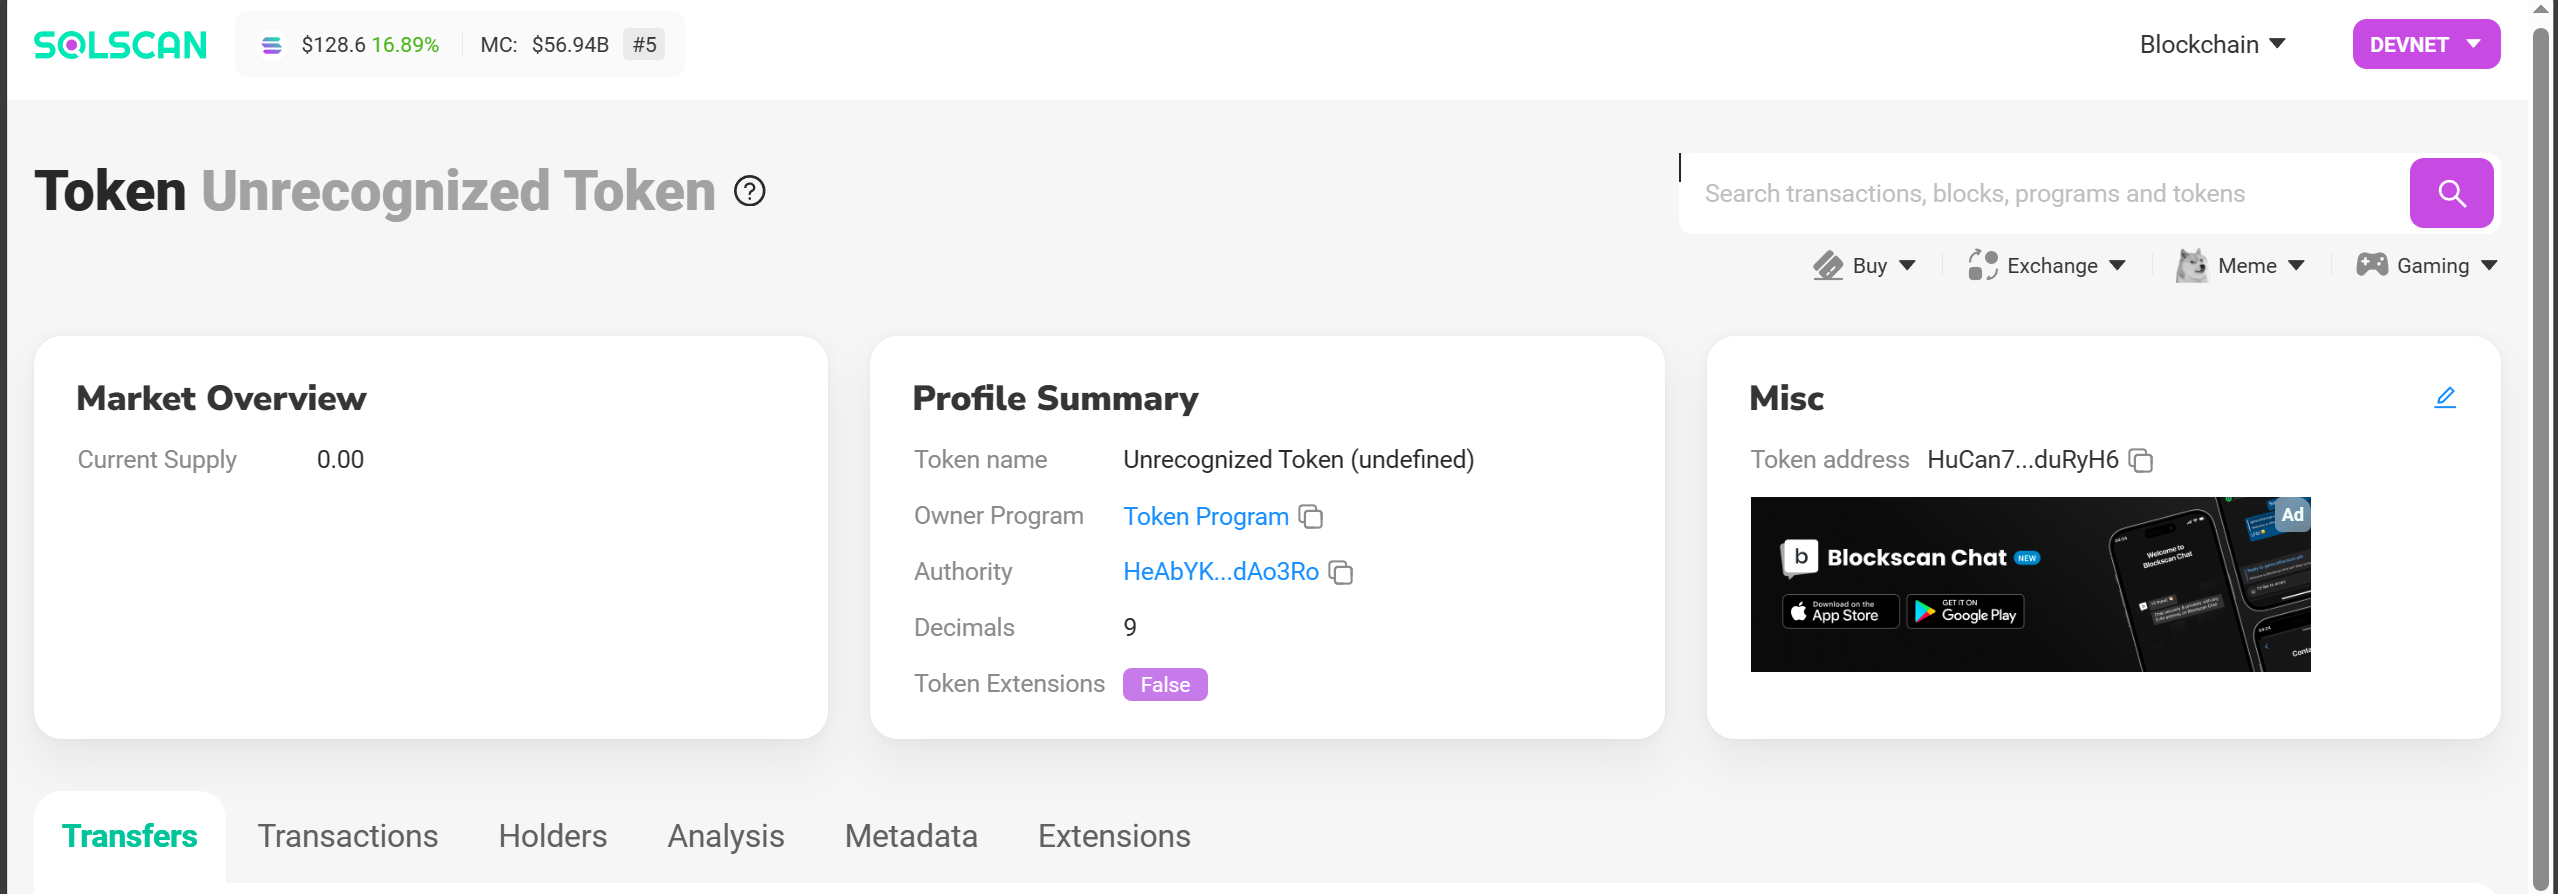 SOLSCAN $128.6 16.89% MC: $56.94B #5 Blockchain DEVNET
Token Unrecognized Token ?
Search transactions, blocks, programs and tokens
Buy Exchange Meme Gaming
Market Overview
Current Supply 0.00
Profile Summary
Token name Unrecognized Token (undefined)
Owner Program Token Program
Authority HeAbYK...dAo3Ro
Decimals 9
Token Extensions False
Misc
Token address HuCan7...duRyH6
Ad
b Blockscan Chat NEW
Download on the
App Store
GET IT ON
Google Play
Welcome to
Blockscan Chat
Transfers Transactions Holders Analysis Metadata Extensions